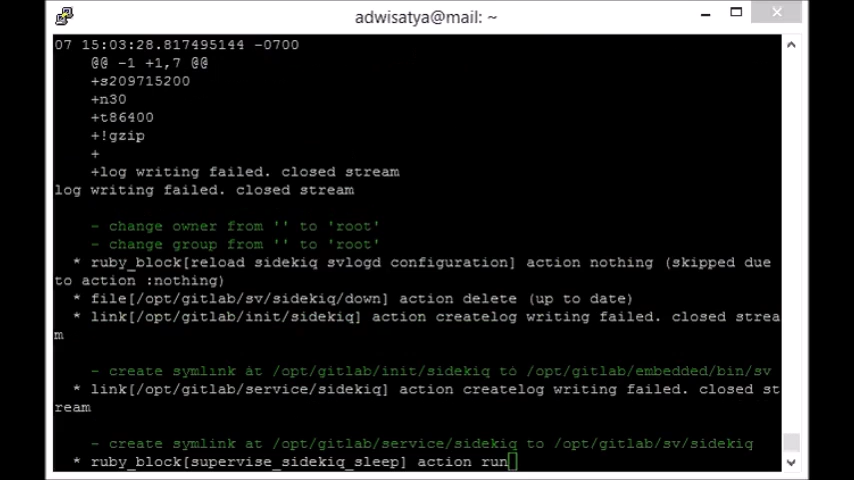 adwisatya@mail: ~
07 15:03:28.817495144 -0700
@@ -1 +1,7 @@
+s209715200
+n30
+t86400
+!gzip
+
+log writing failed. closed stream
log writing failed. closed stream
- change owner from '' to 'root'
- change group from '' to 'root'
* ruby_block[reload sidekiq svlogd configuration] action nothing (skipped due
to action :nothing)
* file[/opt/gitlab/sv/sidekiq/down] action delete (up to date)
* link[/opt/gitlab/init/sidekiq] action createlog writing failed. closed strea
m
- create symlink at /opt/gitlab/init/sidekiq to /opt/gitlab/embedded/bin/sv
* link[/opt/gitlab/service/sidekiq] action createlog writing failed. closed st
ream
- create symlink at /opt/gitlab/service/sidekiq to /opt/gitlab/sv/sidekiq
* ruby_block[supervise_sidekiq_sleep] action run